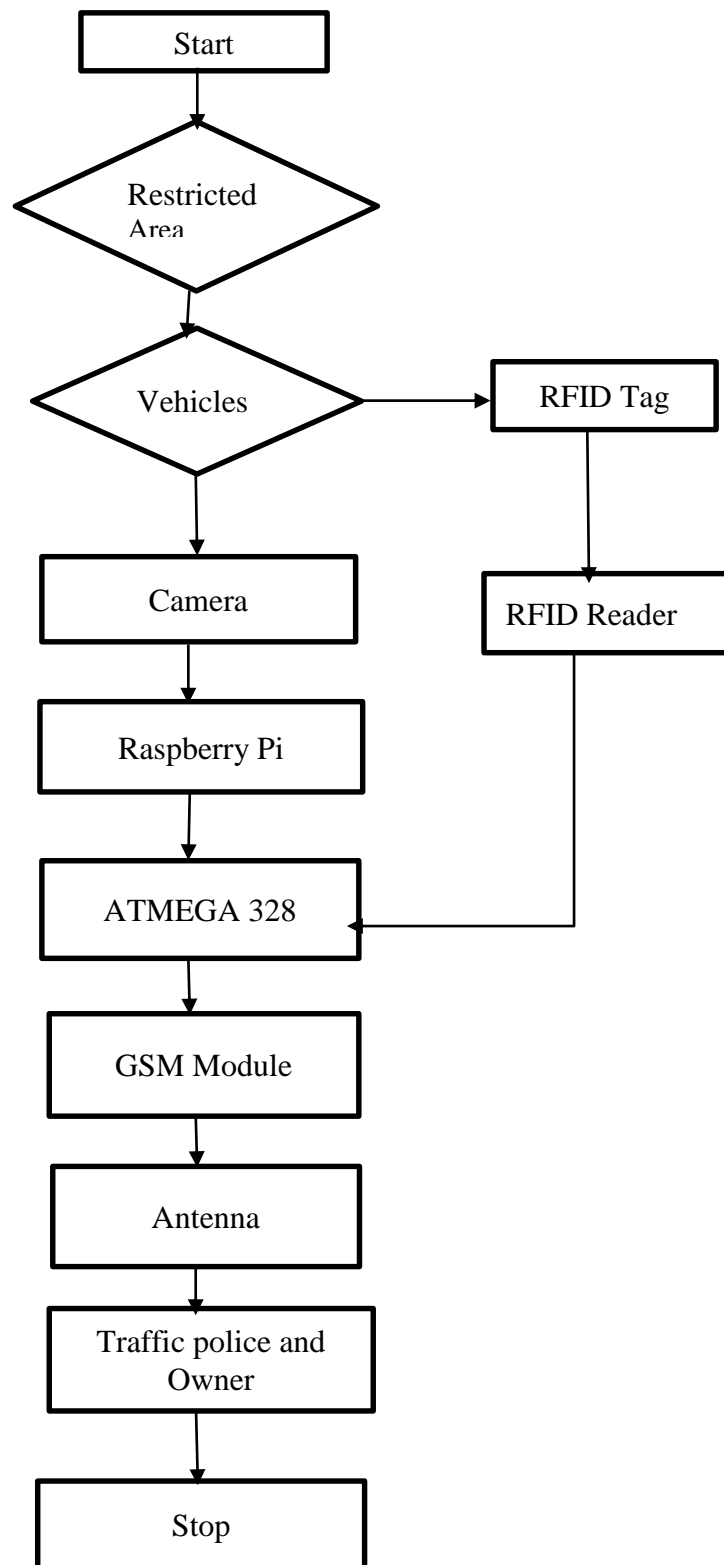 Start
Restricted
Area
Vehicles
RFID Tag
Camera
RFID Reader
Raspberry Pi
ATMEGA 328
GSM Module
Antenna
Traffic police and
Owner
Stop